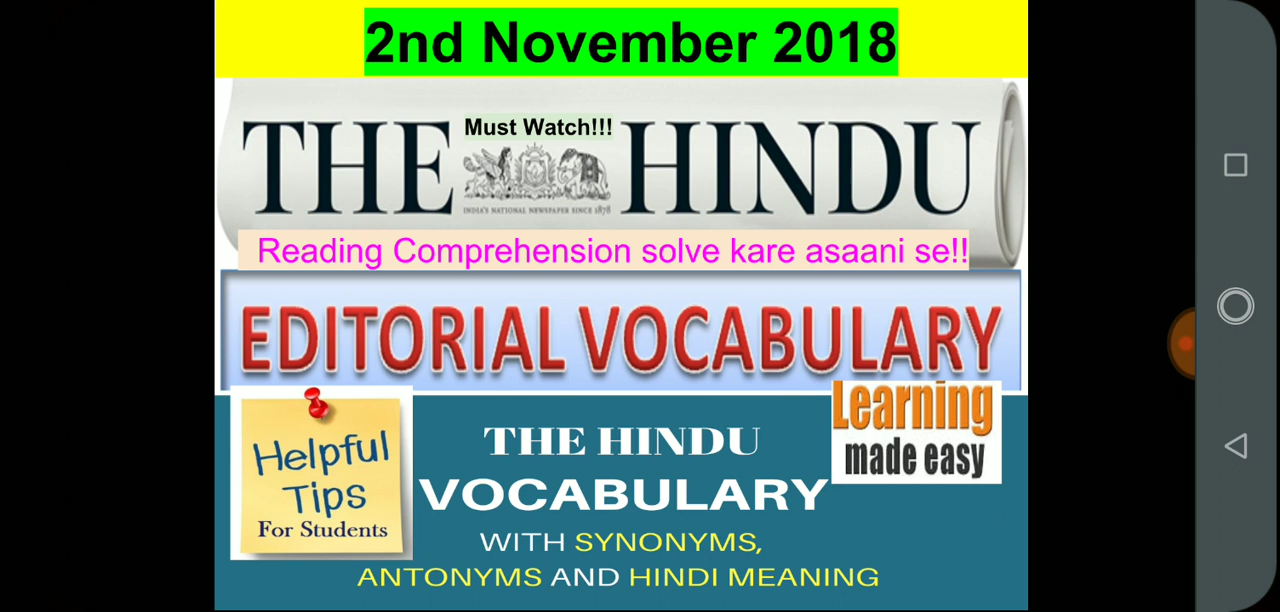 2nd November 2018
THE HINDU
Must Watch!!!
INDIA'S NATIONAL NEWSPAPER SINCE 1878
Reading Comprehension solve kare asaani se!!
EDITORIAL VOCABULARY
Learning
made easy
Helpful
Tips
For Students
THE HINDU
VOCABULARY
WITH SYNONYMS,
ANTONYMS AND HINDI MEANING